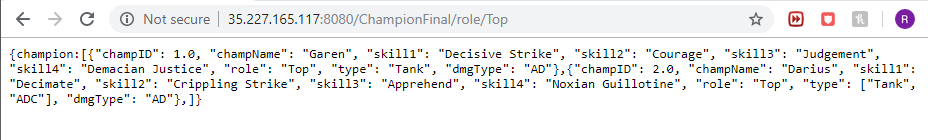 Not secure | 35.227.165.117:8080/ChampionFinal/role/Top
R
{champion:[{"champID": 1.0, "champName": "Garen", "skill1": "Decisive Strike", "skill2": "Courage", "skill3": "Judgement",
"skill4": "Demacian Justice", "role": "Top", "type": "Tank", "dmgType": "AD"},{"champID": 2.0, "champName": "Darius", "skill1":
"Decimate", "skill2": "Crippling Strike", "skill3": "Apprehend", "skill4": "Noxian Guillotine", "role": "Top", "type": ["Tank",
"ADC"], "dmgType": "AD"},]}